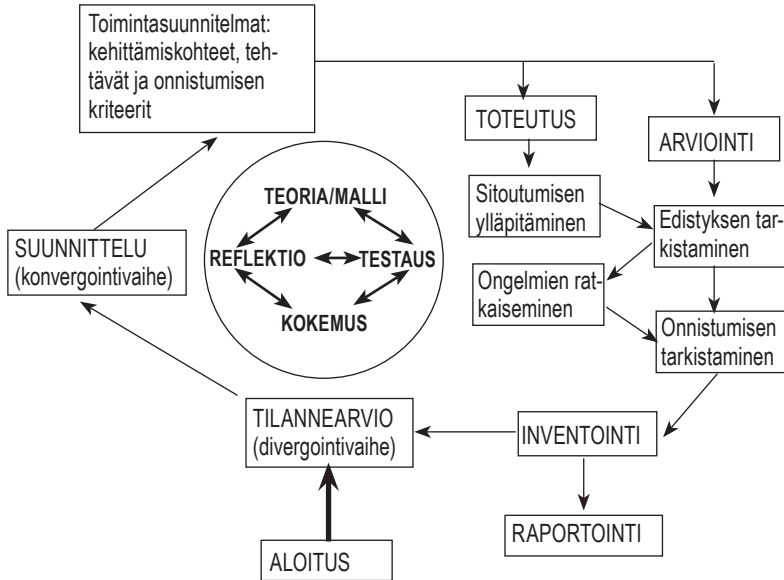 Toimintasuunnitelmat:
kehittämiskohteet, teh-
tävät ja onnistumisen
kriteerit
TOTEUTUS
ARVIOINTI
Sitoutumisen
ylläpitäminen
Edistyksen tar-
kistaminen
Ongelmien rat-
kaiseminen
Onnistumisen
tarkistaminen
TEORIA/MALLI
REFLEKTIO
TESTAUS
KOKEMUS
SUUNNITTELU
(konvergointivaihe)
TILANNEARVIO
(divergointivaihe)
INVENTOINTI
RAPORTOINTI
ALOITUS